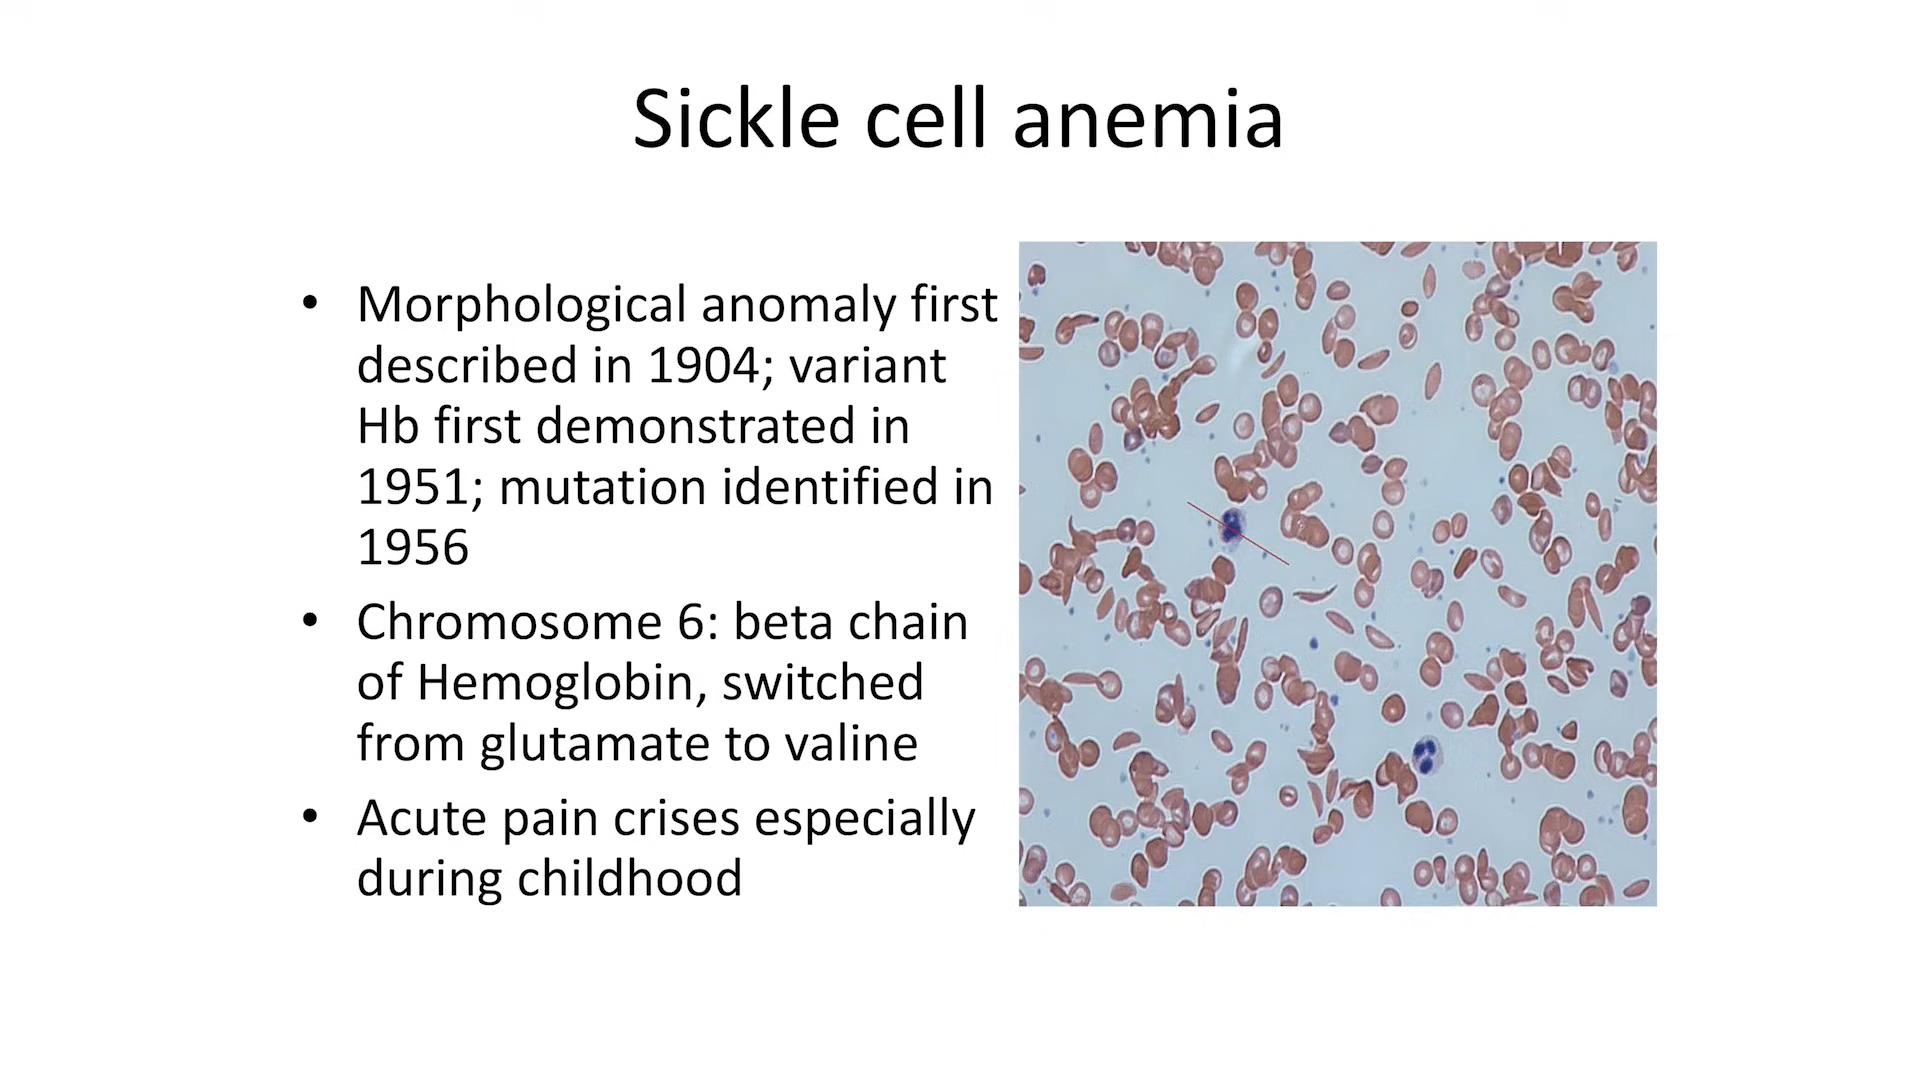 Sickle cell anemia
• Morphological anomaly first
described in 1904; variant
Hb first demonstrated in
1951; mutation identified in
1956
• Chromosome 6: beta chain
of Hemoglobin, switched
from glutamate to valine
• Acute pain crises especially
during childhood